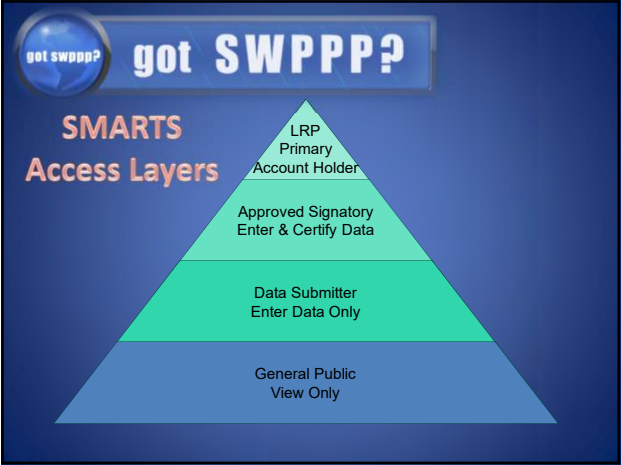 got swppp?
got SWPPP?
SMARTS
Access Layers
LRP
Primary
Account Holder
Approved Signatory
Enter & Certify Data
Data Submitter
Enter Data Only
General Public
View Only